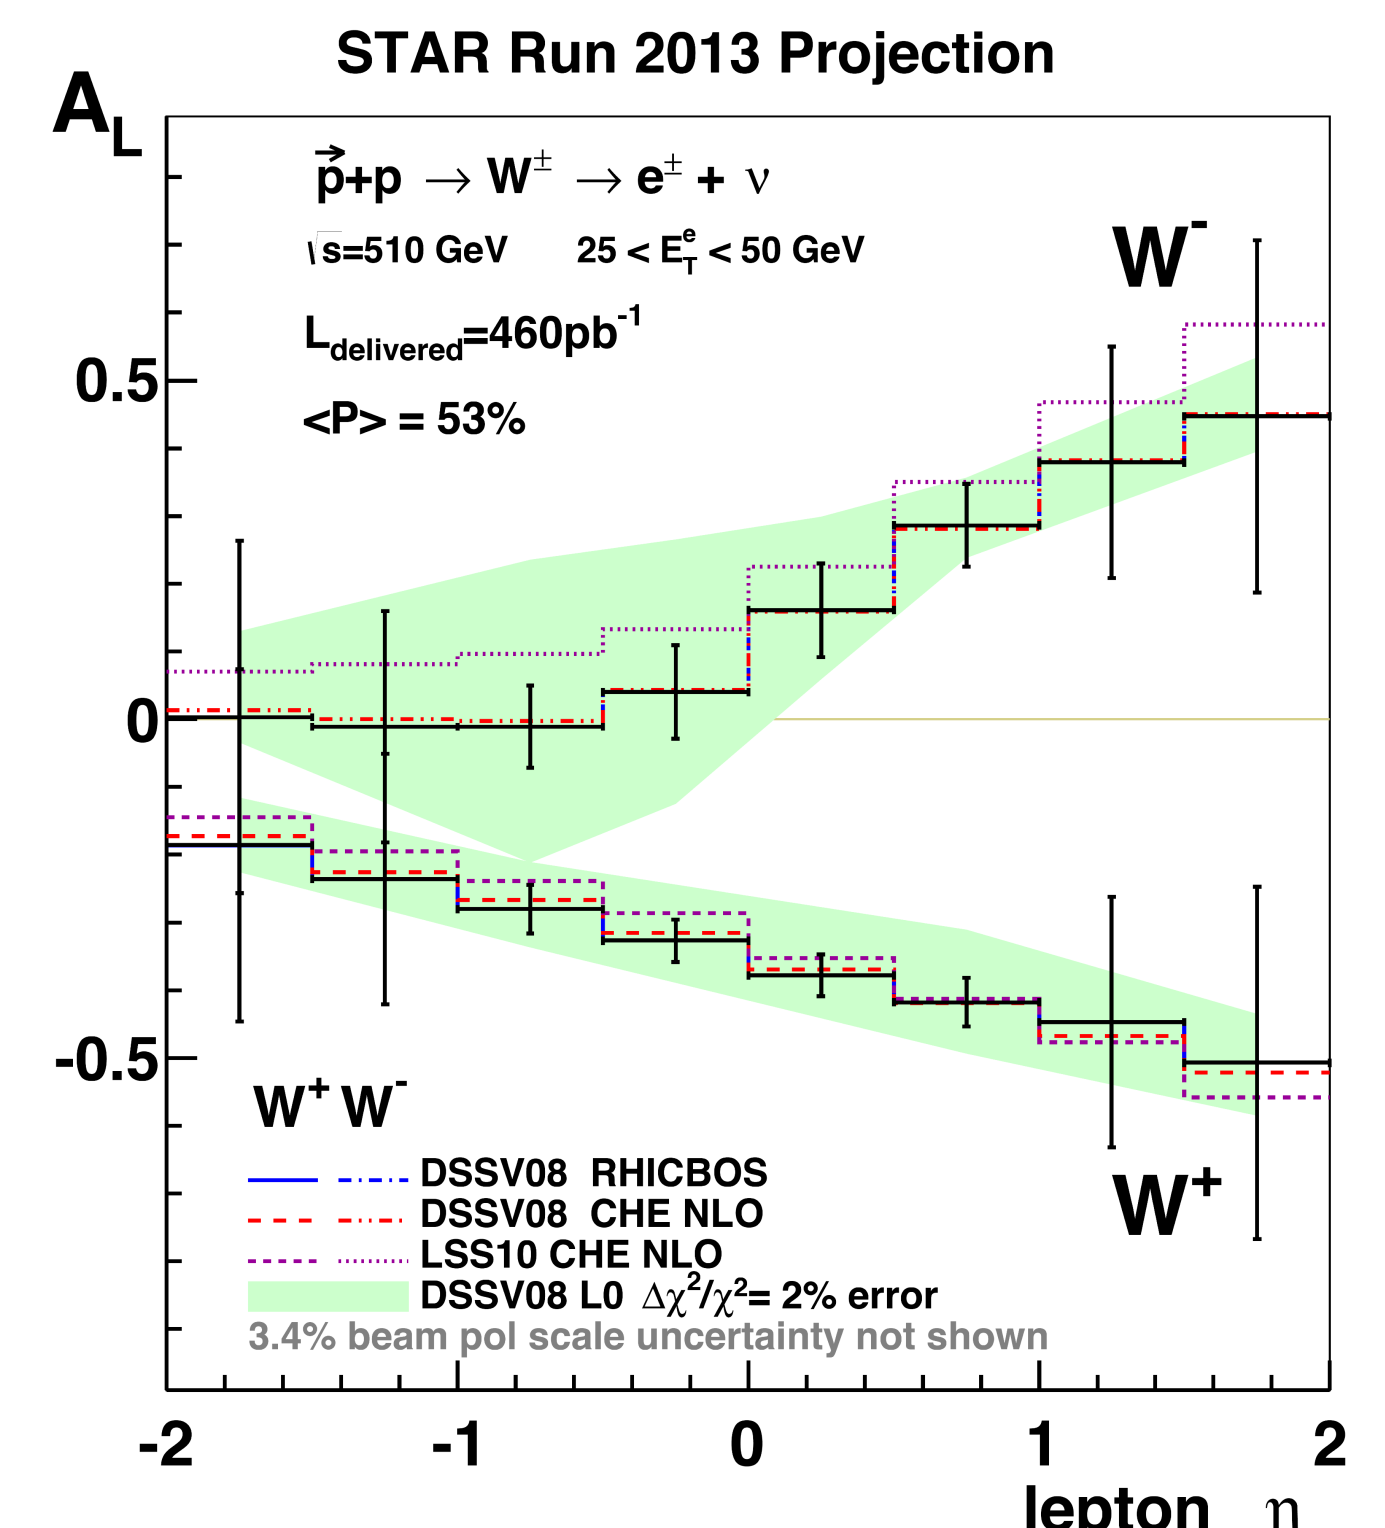 STAR Run 2013 Projection
A_L
p⃗+p → W^± → e^± + ν
√s=510 GeV 25 < E_T^e < 50 GeV
L_delivered=460pb^-1
<P> = 53%
W^-
0.5
0
-0.5
W^+ W^-
DSSV08 RHICBOS
DSSV08 CHE NLO
LSS10 CHE NLO
DSSV08 L0 Δχ²/χ²= 2% error
3.4% beam pol scale uncertainty not shown
W^+
-2 -1 0 1 2
lepton η